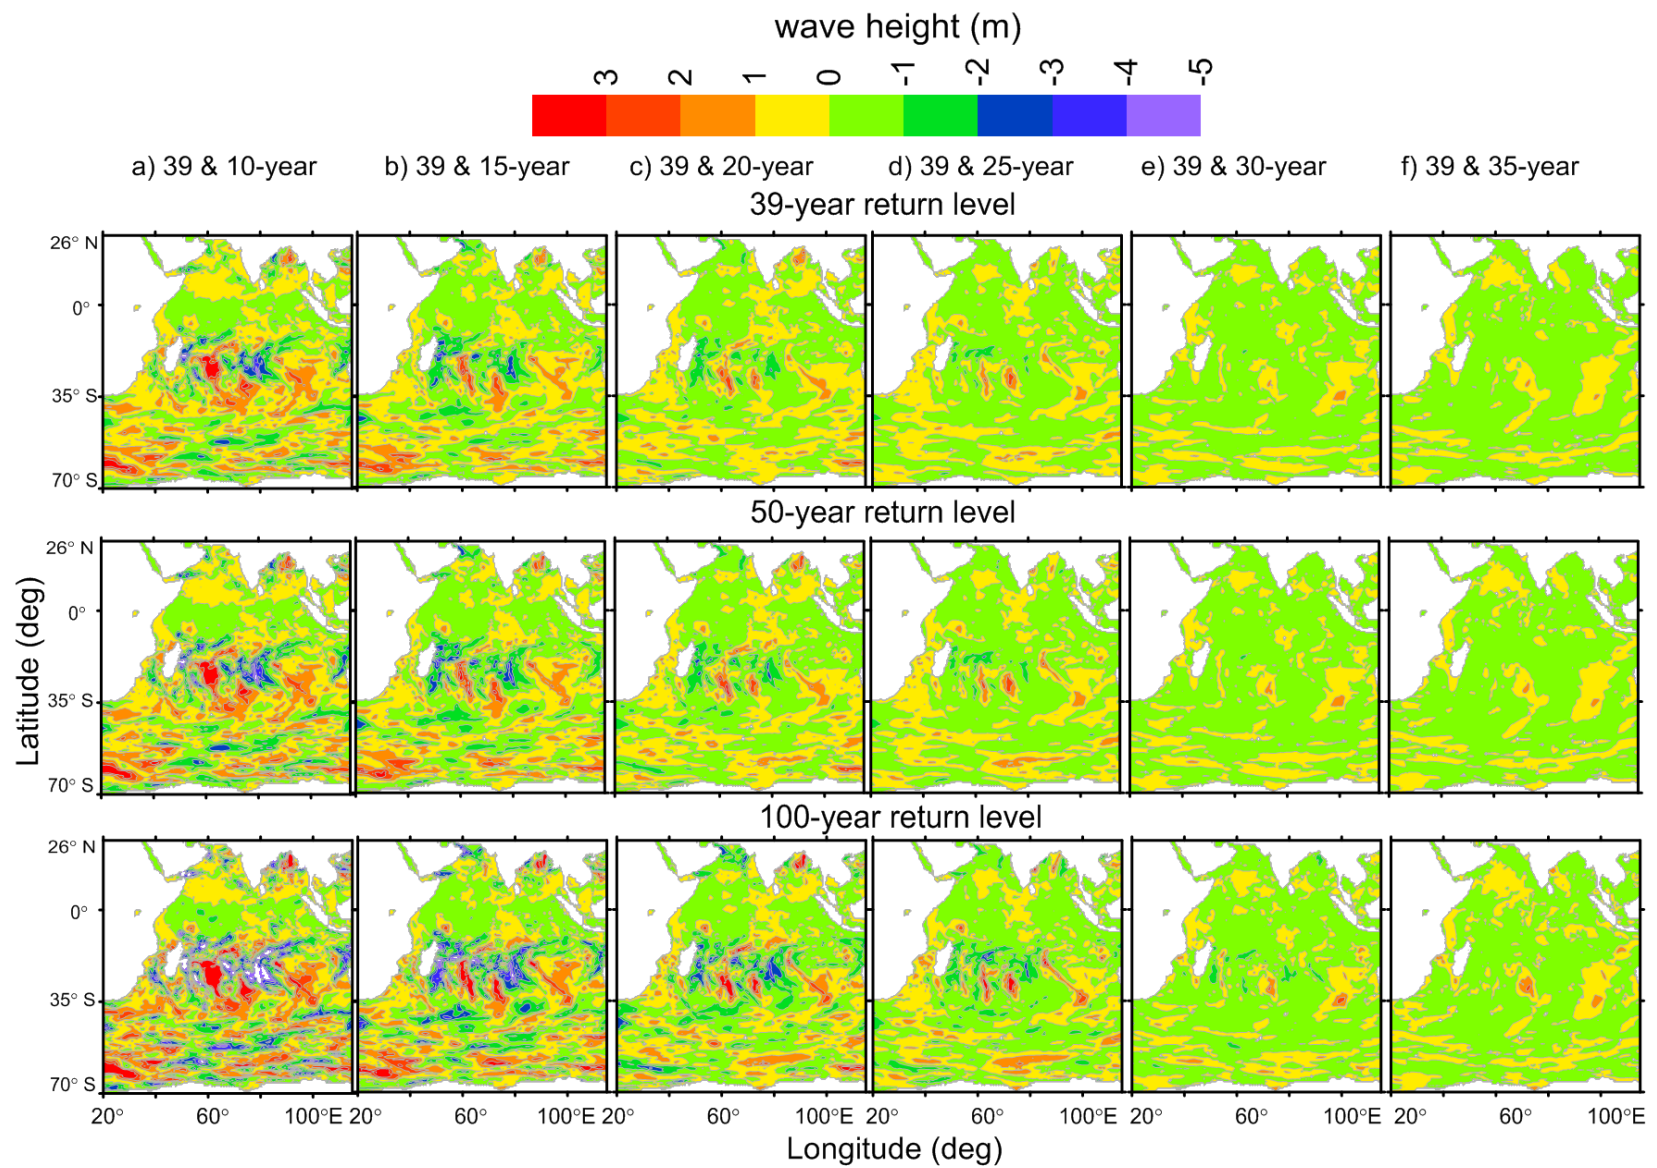 wave height (m)
3 2 1 0 -1 -2 -3 -4 -5
a) 39 & 10-year b) 39 & 15-year c) 39 & 20-year d) 39 & 25-year e) 39 & 30-year f) 39 & 35-year
39-year return level
26° N
0°
35° S
70° S
50-year return level
26° N
0°
35° S
70° S
Latitude (deg)
100-year return level
26° N
0°
35° S
70° S
20° 60° 100°E 20° 60° 100°E 20° 60° 100°E 20° 60° 100°E 20° 60° 100°E 20° 60° 100°E
Longitude (deg)